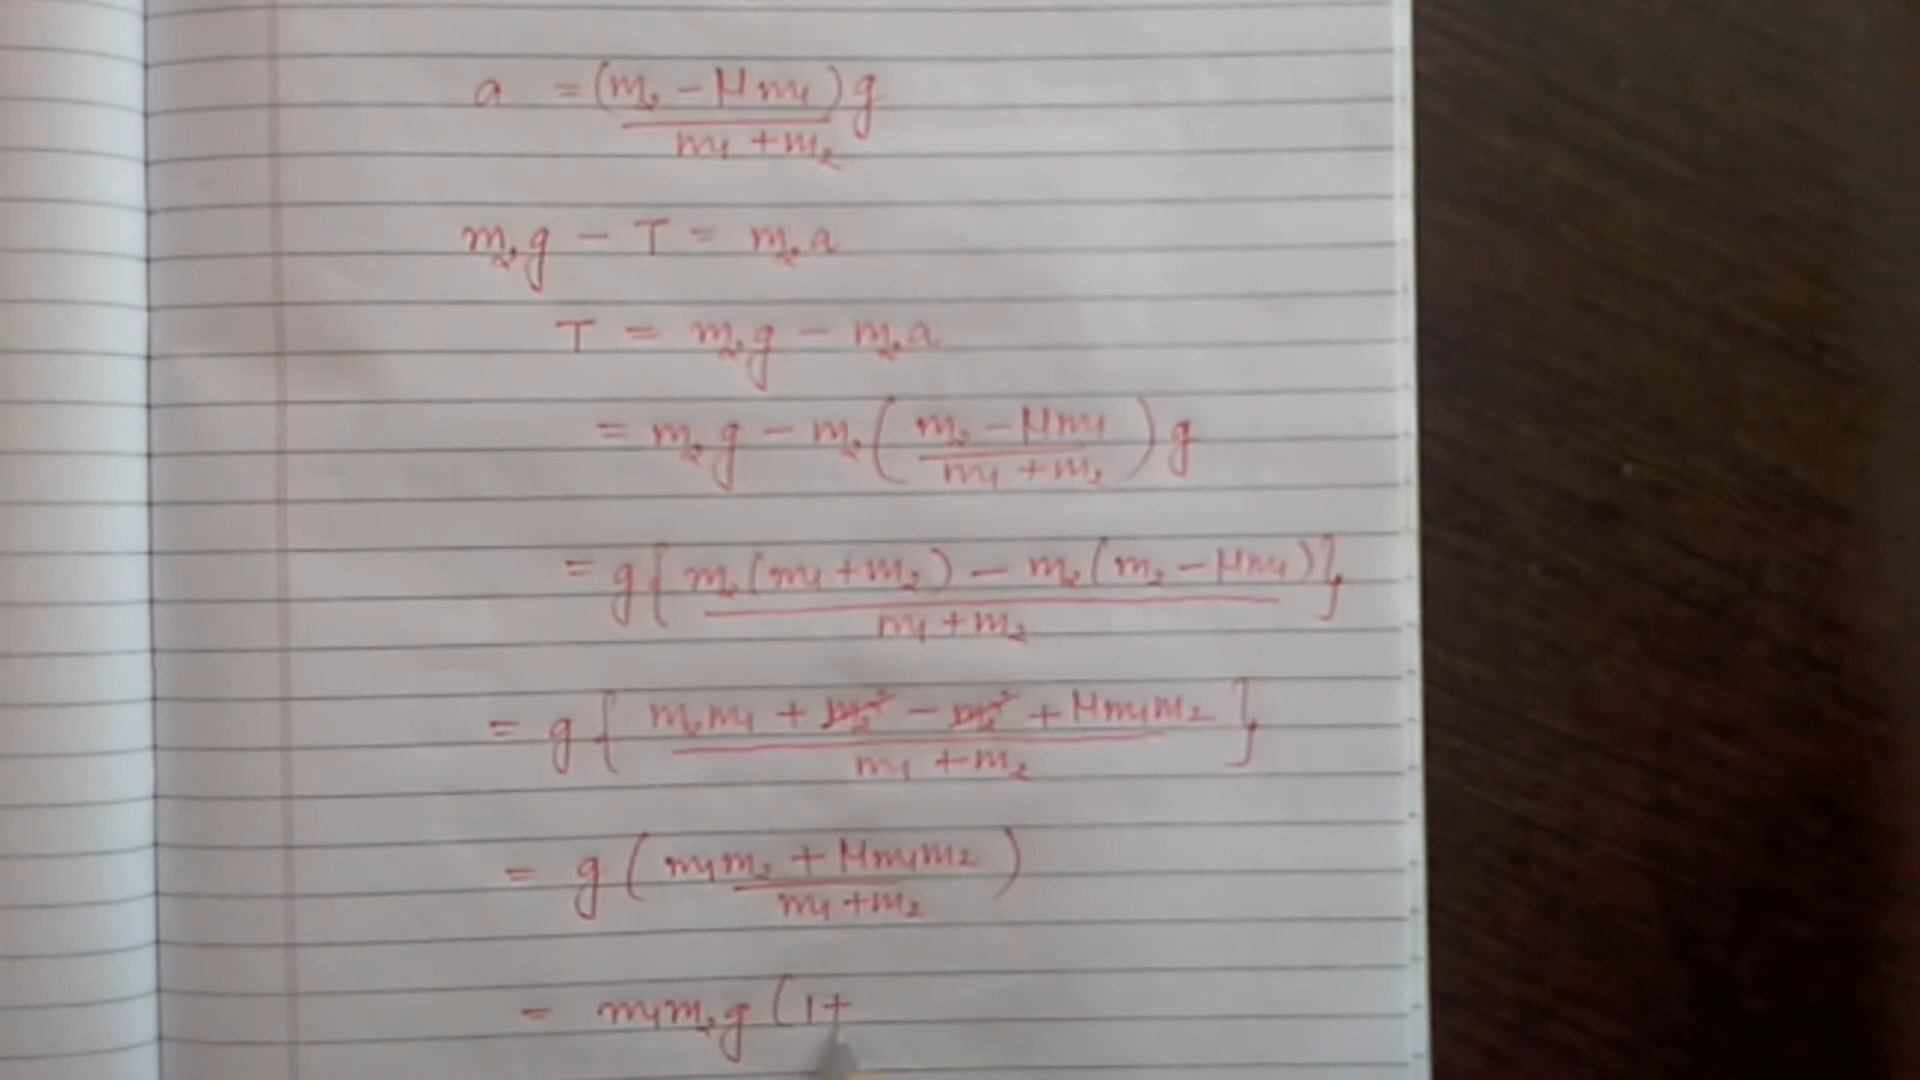 a = (m₂ - μm₁)g / m₁ + m₂
m₂g - T = m₂a
T = m₂g - m₂a
= m₂g - m₂(m₂ - μm₁ / m₁ + m₂)g
= g{m₂(m₁ + m₂) - m₂(m₂ - μm₁) / m₁ + m₂}
= g{m₂m₁ + m₂² - m₂² + μm₁m₂ / m₁ + m₂}
= g(m₁m₂ + μm₁m₂ / m₁ + m₂)
= m₁m₂g(1+